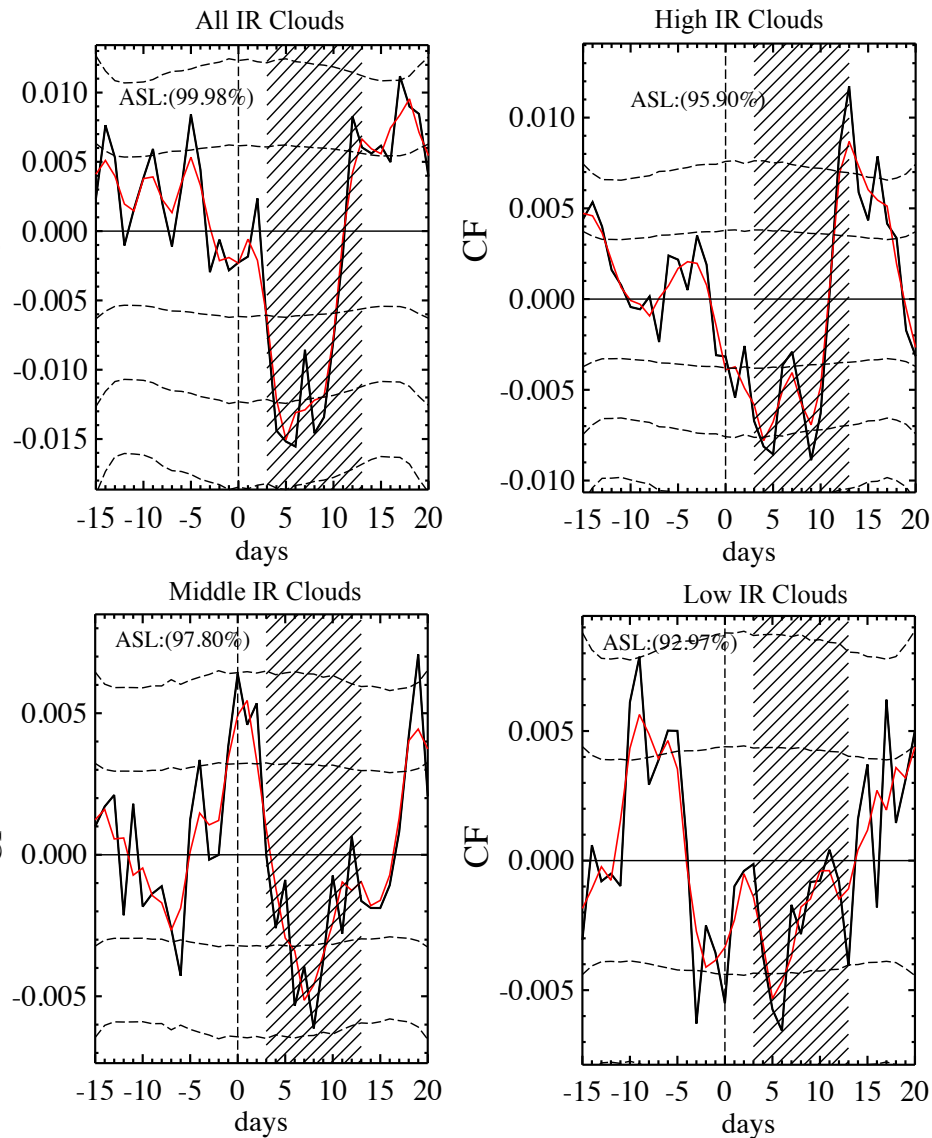 All IR Clouds
ASL:(99.98%)
0.010
0.005
0.000
-0.005
-0.010
-0.015
-15 -10 -5 0 5 10 15 20
days
High IR Clouds
ASL:(95.90%)
CF
0.010
0.005
0.000
-0.005
-0.010
-15 -10 -5 0 5 10 15 20
days
Middle IR Clouds
ASL:(97.80%)
0.005
0.000
-0.005
-15 -10 -5 0 5 10 15 20
days
Low IR Clouds
ASL:(92.97%)
CF
0.005
0.000
-0.005
-15 -10 -5 0 5 10 15 20
days